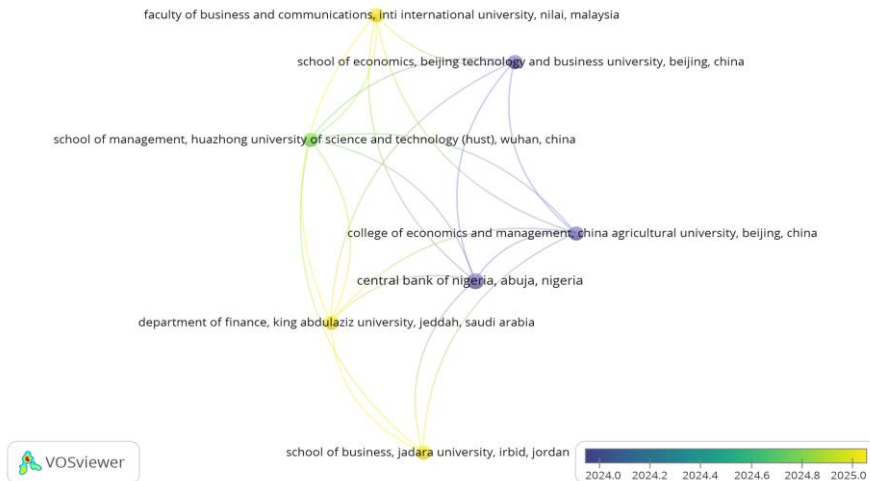 faculty of business and communications, inti international university, nilai, malaysia
school of economics, beijing technology and business university, beijing, china
school of management, huazhong university of science and technology (hust), wuhan, china
college of economics and management, china agricultural university, beijing, china
central bank of nigeria, abuja, nigeria
department of finance, king abdulaziz university, jeddah, saudi arabia
school of business, jadara university, irbid, jordan
VOSviewer
2024.0 2024.2 2024.4 2024.6 2024.8 2025.0